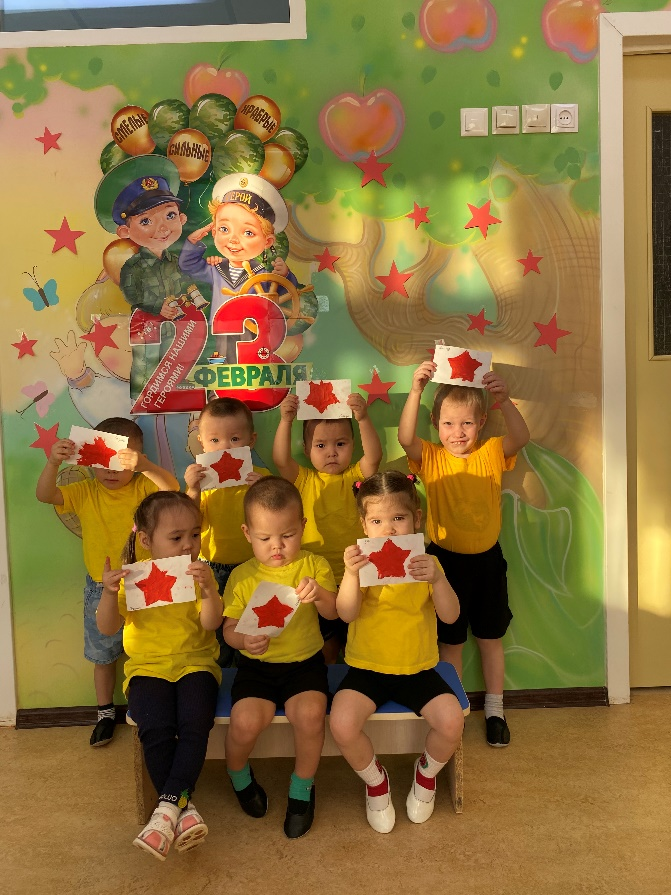 СМЕЛЫЕ
ХРАБРЫЕ
СИЛЬНЫЕ
ГЕРОЙ
23
ГОРДИМСЯ НАШИМИ
ГЕРОЯМИ!
ФЕВРАЛЯ